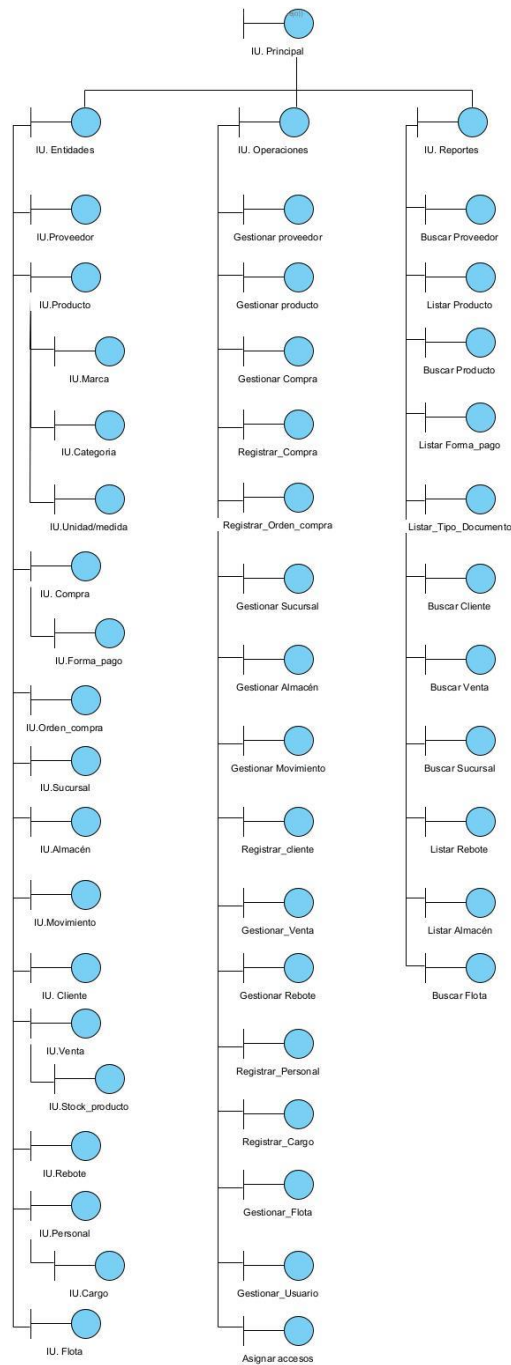 IU. Principal
IU. Entidades
IU.Proveedor
IU.Producto
IU.Marca
IU.Categoria
IU.Unidad/medida
IU. Compra
IU.Forma_pago
IU.Orden_compra
IU.Sucursal
IU.Almacén
IU.Movimiento
IU. Cliente
IU.Venta
IU.Stock_producto
IU.Rebote
IU.Personal
IU.Cargo
IU. Flota
IU. Operaciones
Gestionar proveedor
Gestionar producto
Gestionar Compra
Registrar_Compra
Registrar_Orden_compra
Gestionar Sucursal
Gestionar Almacén
Gestionar Movimiento
Registrar_cliente
Gestionar_Venta
Gestionar Rebote
Registrar_Personal
Registrar_Cargo
Gestionar_Flota
Gestionar_Usuario
Asignar accesos
IU. Reportes
Buscar Proveedor
Listar Producto
Buscar Producto
Listar Forma_pago
Listar_Tipo_Documento
Buscar Cliente
Buscar Venta
Buscar Sucursal
Listar Rebote
Listar Almacén
Buscar Flota